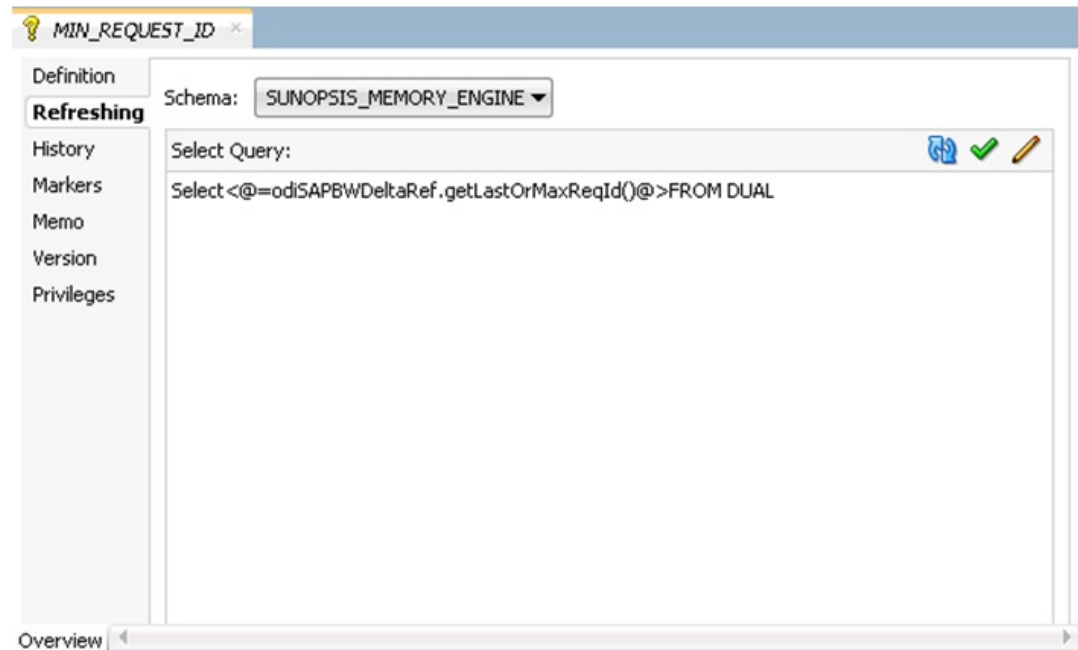 MIN_REQUEST_ID
Definition
Refreshing
History
Markers
Memo
Version
Privileges
Schema: SUNOPSIS_MEMORY_ENGINE
Select Query:
Select<@=odiSAPBWDeltaRef.getLastOrMaxReqId()@>FROM DUAL
Overview